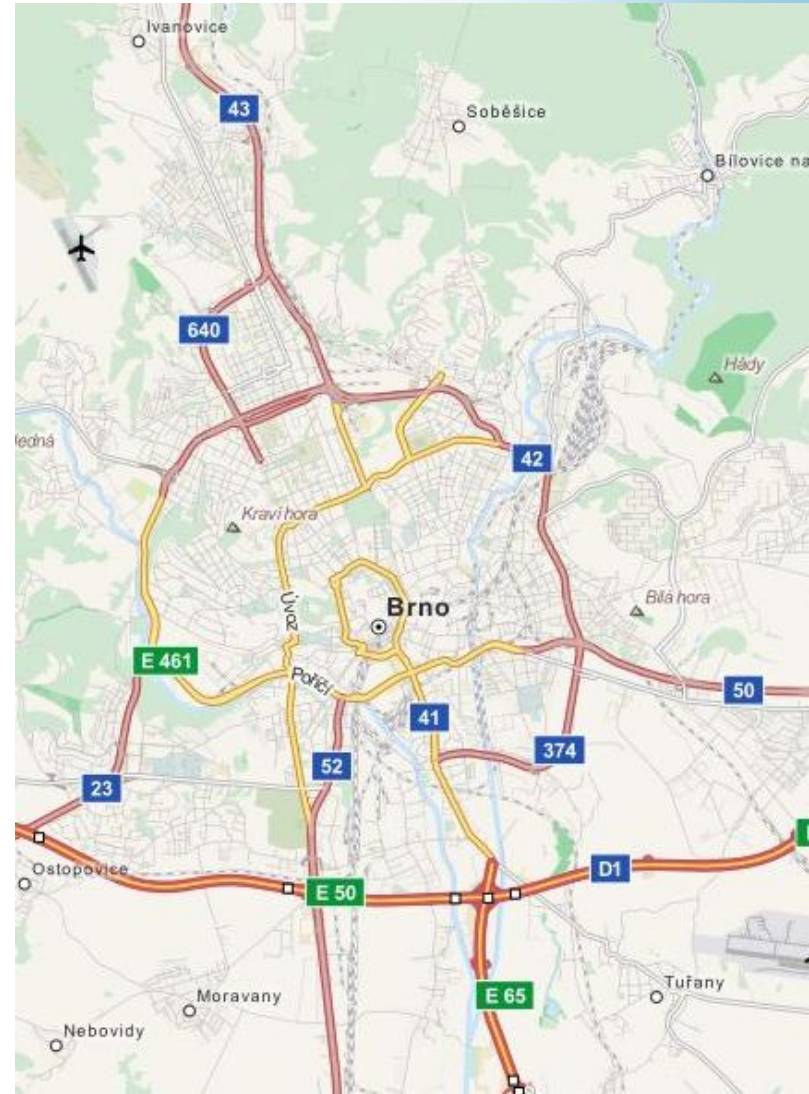 Ivanovice
43
Soběšice
Bílovice na
640
Hády
jedná
42
Kraví hora
Úvoz
Brno
Bílá hora
E 461
Poříčí
50
41
52
374
23
Ostopovice
D1
E 50
E 65
Tuřany
Moravany
Nebovidy